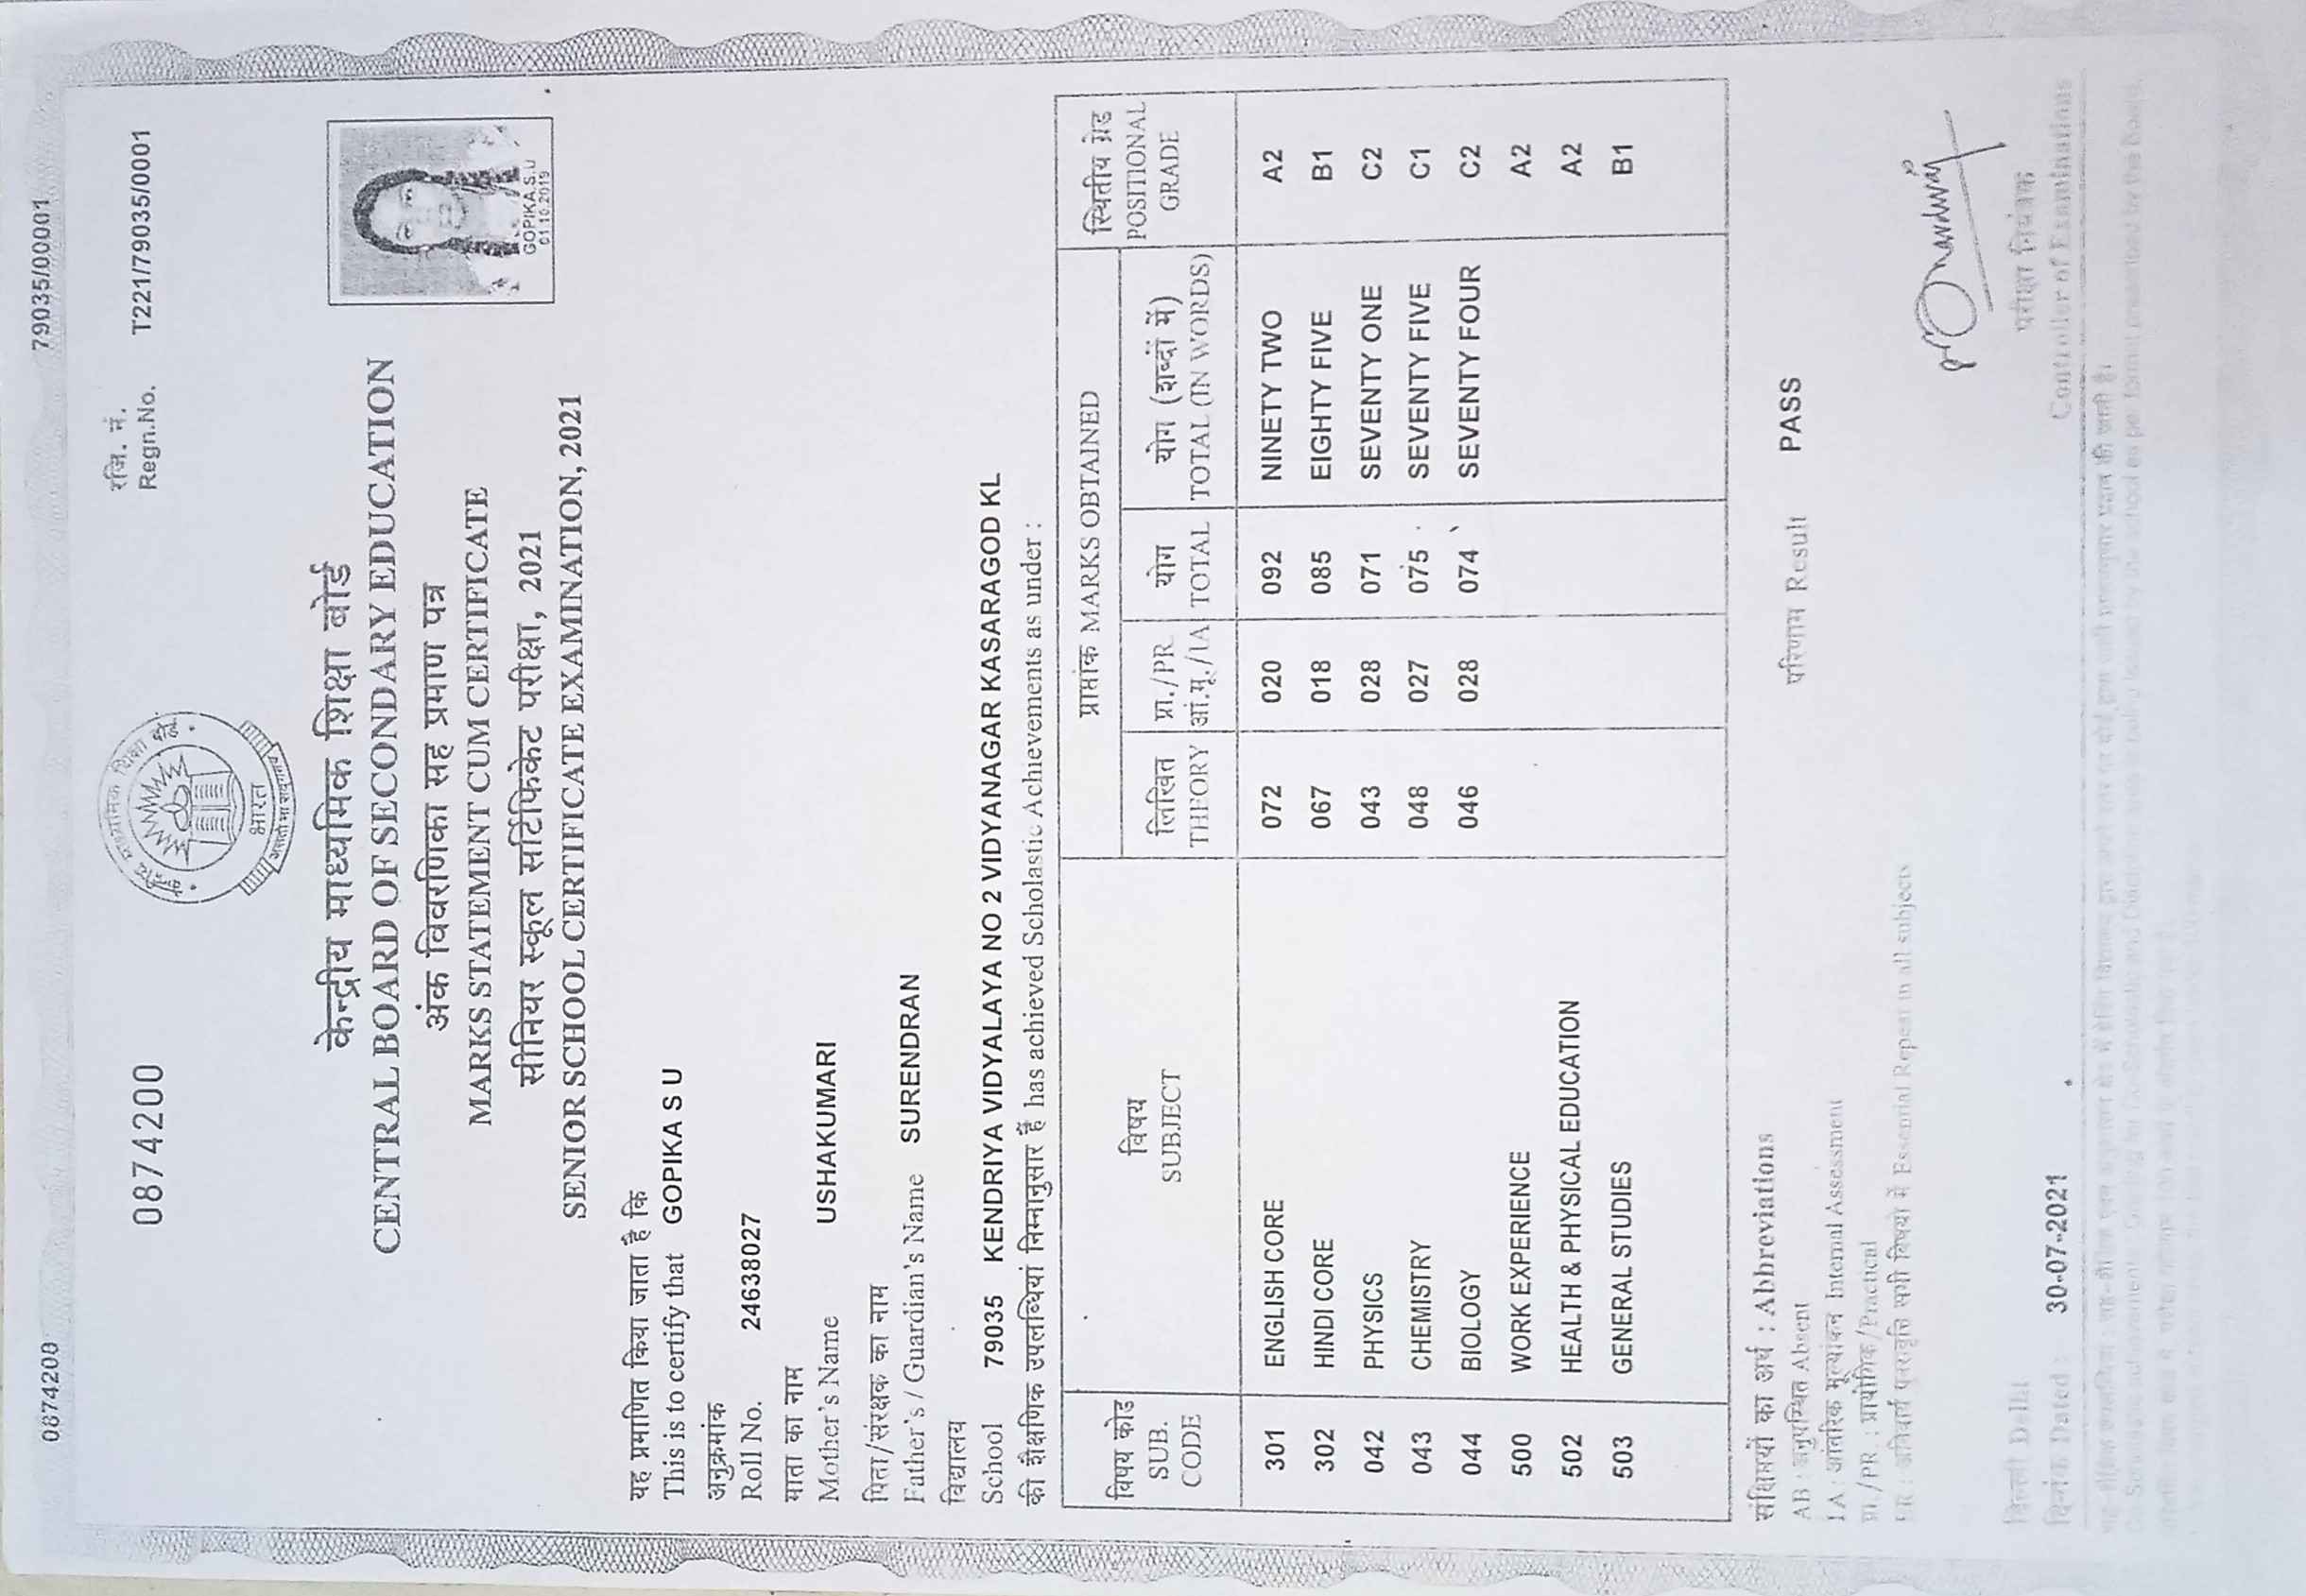 0874200 79035/00001
रजि. नं.
0874200 Regn.No. T221/79035/0001
भारत
केन्द्रीय माध्यमिक शिक्षा बोर्ड
CENTRAL BOARD OF SECONDARY EDUCATION
अंक विवरणिका सह प्रमाण पत्र
MARKS STATEMENT CUM CERTIFICATE
सीनियर स्कूल सर्टिफिकेट परीक्षा, 2021
SENIOR SCHOOL CERTIFICATE EXAMINATION, 2021
GOPIKA.S.U
01.10.2019
यह प्रमाणित किया जाता है कि
This is to certify that GOPIKA S U
अनुक्रमांक
Roll No. 24638027
माता का नाम
Mother's Name USHAKUMARI
पिता/संरक्षक का नाम
Father's / Guardian's Name SURENDRAN
विद्यालय
School 79035 KENDRIYA VIDYALAYA NO 2 VIDYANAGAR KASARAGOD KL
की शैक्षणिक उपलब्धियां निम्नानुसार हैं has achieved Scholastic Achievements as under :
विषय कोड SUB. CODE विषय SUBJECT प्राप्तांक MARKS OBTAINED स्थितीय ग्रेड POSITIONAL GRADE
लिखित THEORY प्रा./PR आं.मू./IA योग TOTAL योग (शब्दों में) TOTAL (IN WORDS)
301 ENGLISH CORE 072 020 092 NINETY TWO A2
302 HINDI CORE 067 018 085 EIGHTY FIVE B1
042 PHYSICS 043 028 071 SEVENTY ONE C2
043 CHEMISTRY 048 027 075 SEVENTY FIVE C1
044 BIOLOGY 046 028 074 SEVENTY FOUR C2
500 WORK EXPERIENCE A2
502 HEALTH & PHYSICAL EDUCATION A2
503 GENERAL STUDIES B1
संक्षिप्तियों का अर्थ : Abbreviations
AB : अनुपस्थित Absent परिणाम Result PASS
IA : आंतरिक मूल्यांकन Internal Assessment
प्रा./PR : प्रायोगिक/Practical
ER : अनिवार्य पुनरावृत्ति सभी विषयों में Essential Repeat in all subjects
दिल्ली Delhi परीक्षा नियंत्रक
दिनांक Dated : 30-07-2021 Controller of Examinations